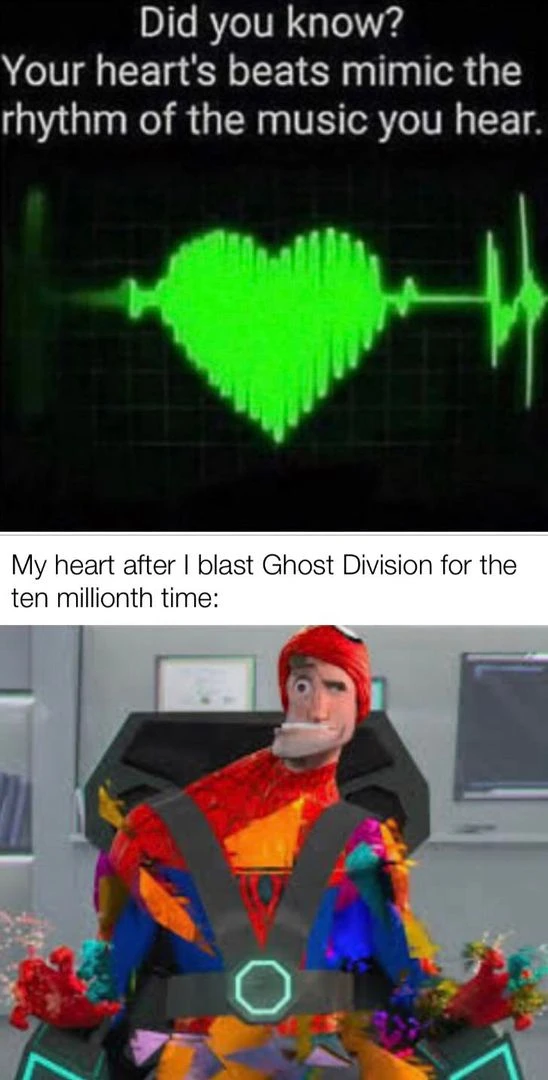 Did you know?
Your heart's beats mimic the
rhythm of the music you hear.
My heart after I blast Ghost Division for the
ten millionth time: